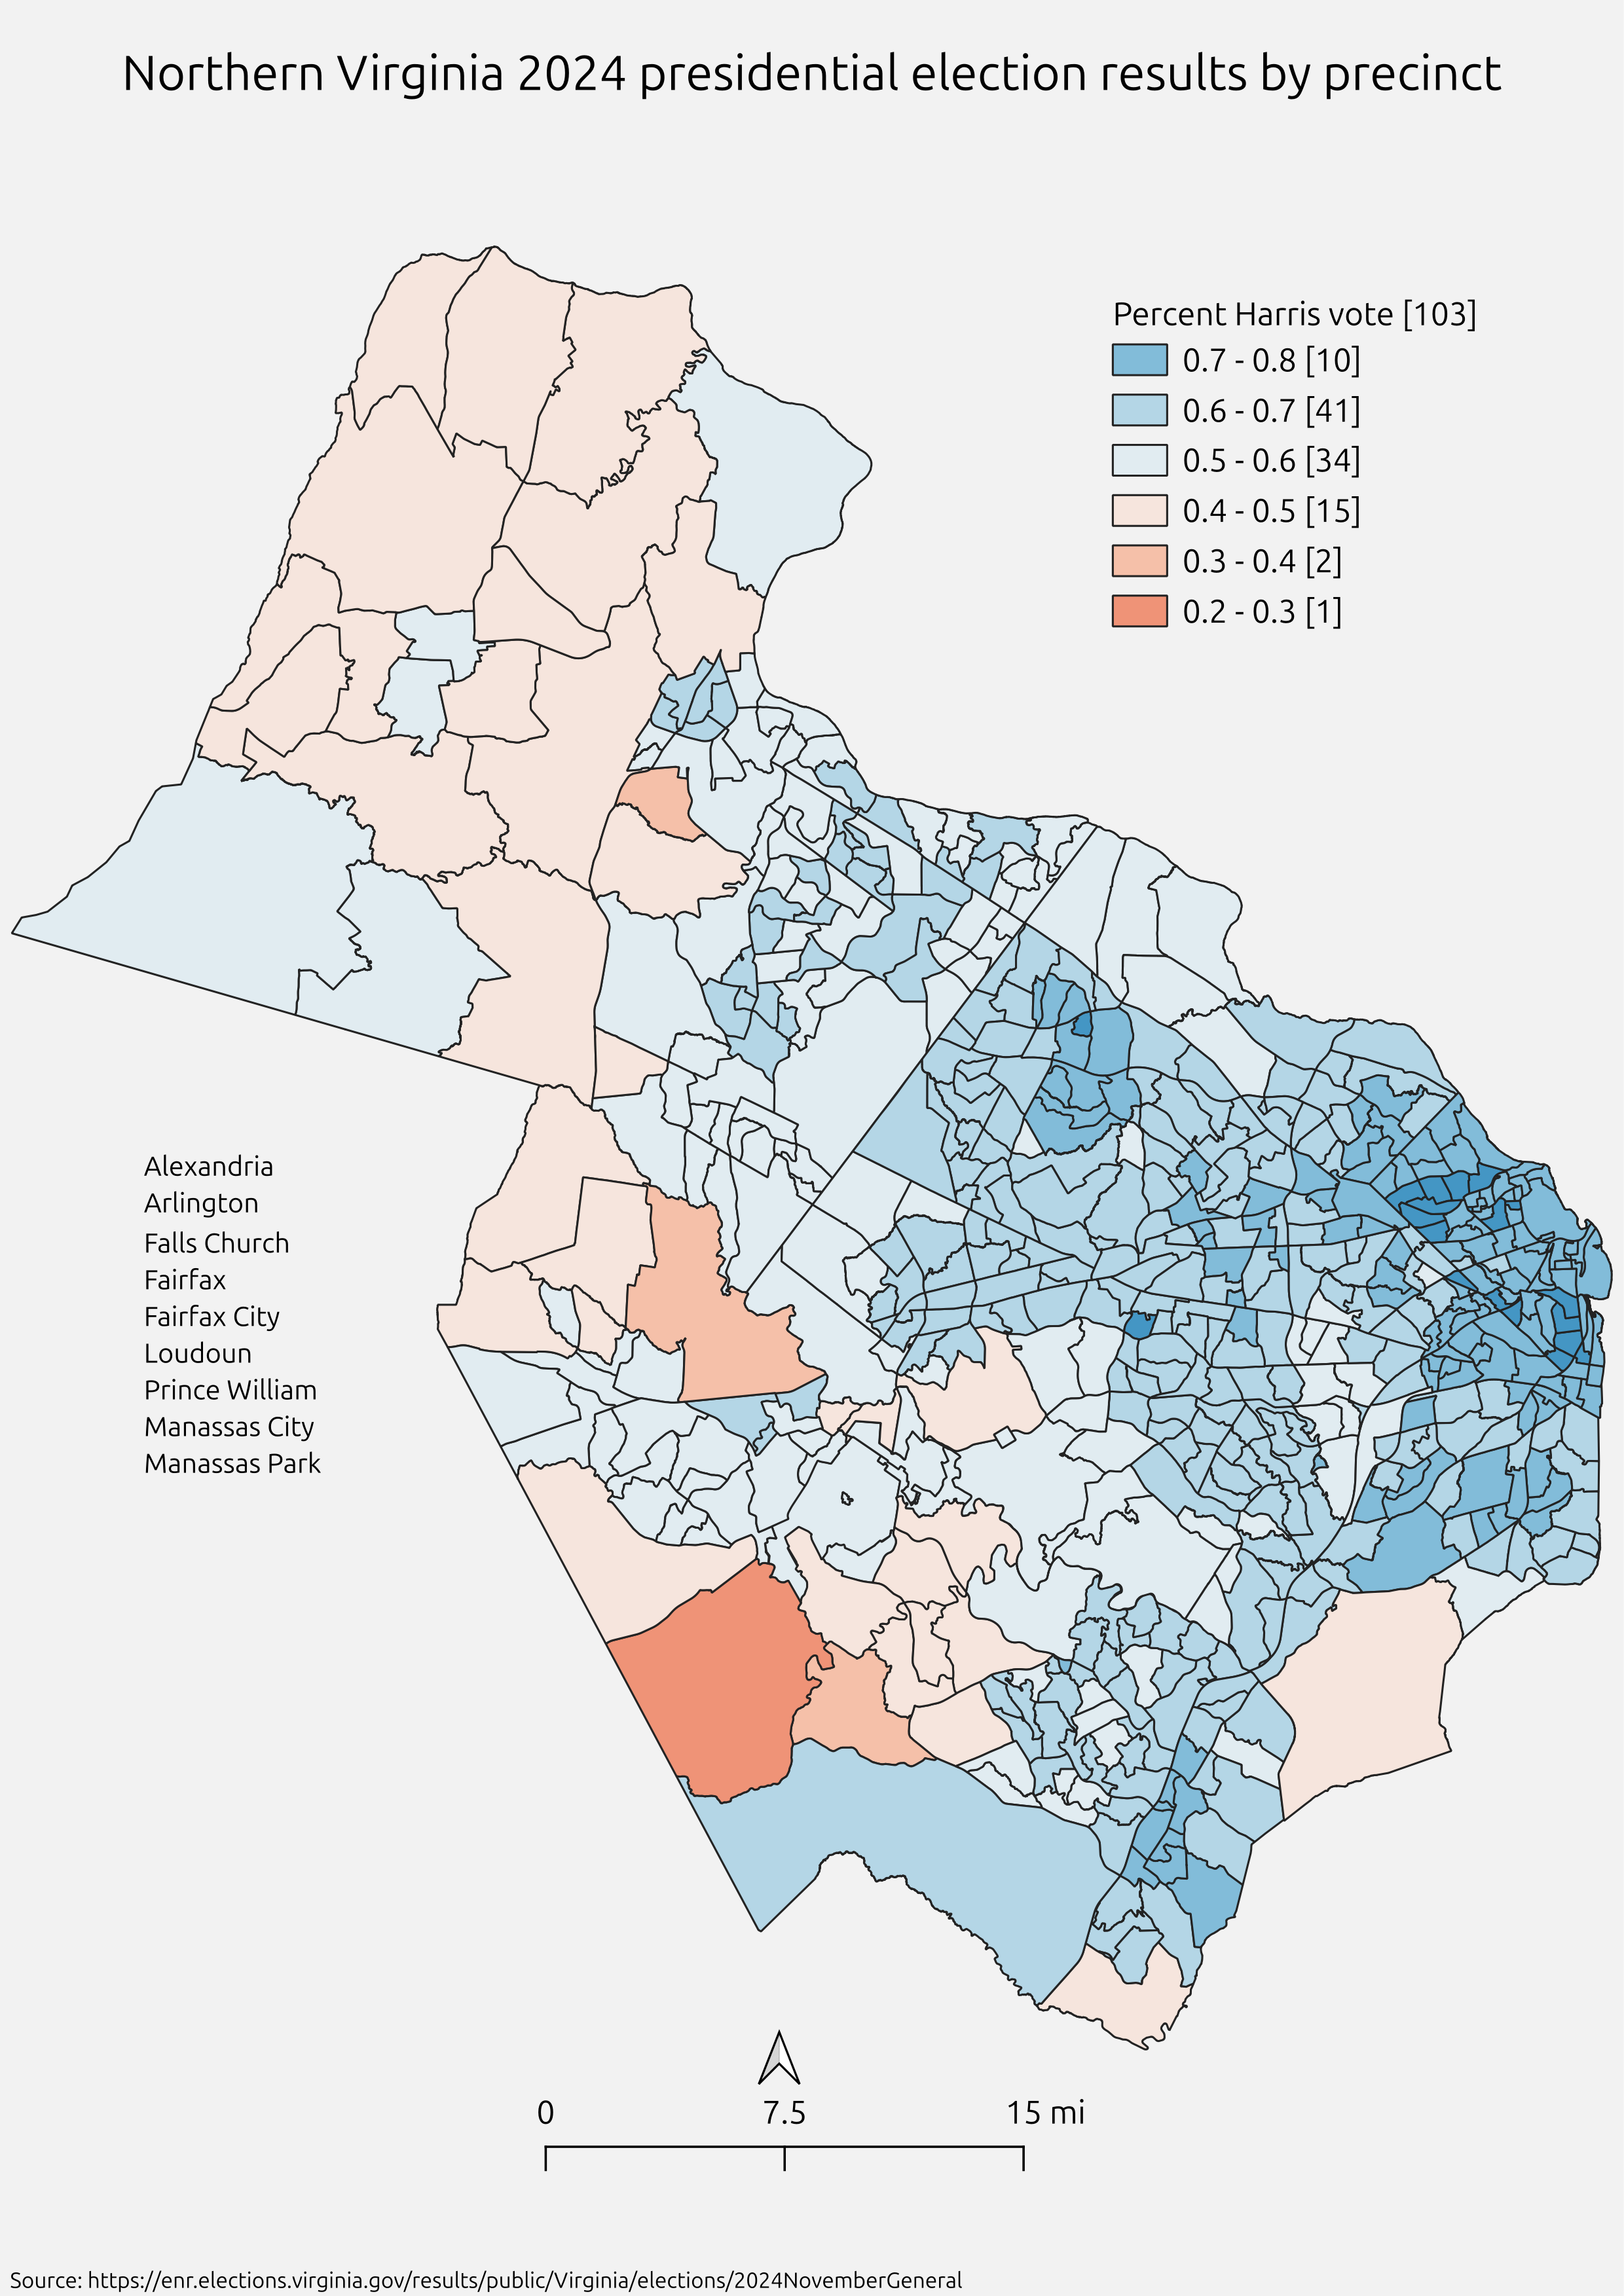 Northern Virginia 2024 presidential election results by precinct
Percent Harris vote [103]
0.7 - 0.8 [10]
0.6 - 0.7 [41]
0.5 - 0.6 [34]
0.4 - 0.5 [15]
0.3 - 0.4 [2]
0.2 - 0.3 [1]
Alexandria
Arlington
Falls Church
Fairfax
Fairfax City
Loudoun
Prince William
Manassas City
Manassas Park
0 7.5 15 mi
Source: https://enr.elections.virginia.gov/results/public/Virginia/elections/2024NovemberGeneral